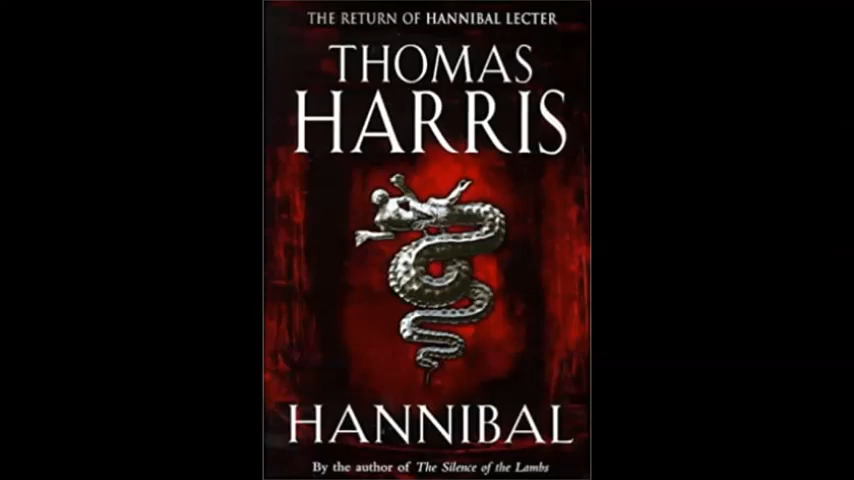 THE RETURN OF HANNIBAL LECTER
THOMAS
HARRIS
HANNIBAL
By the author of The Silence of the Lambs